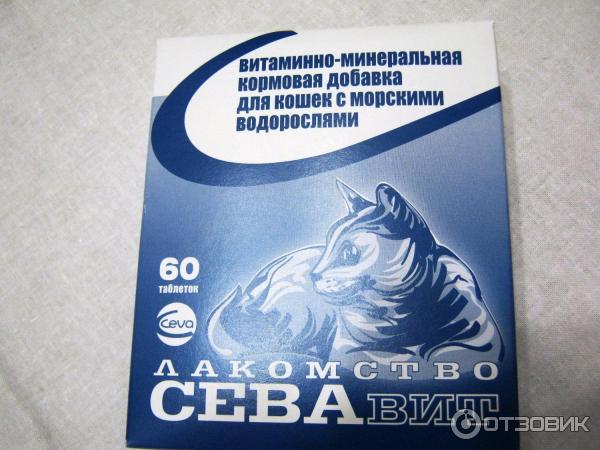 витаминно-минеральная
кормовая добавка
для кошек с морскими
водорослями
60
таблеток
Ceva
ЛАКОМСТВО
СЕВАВИТ
ОТЗОВИК